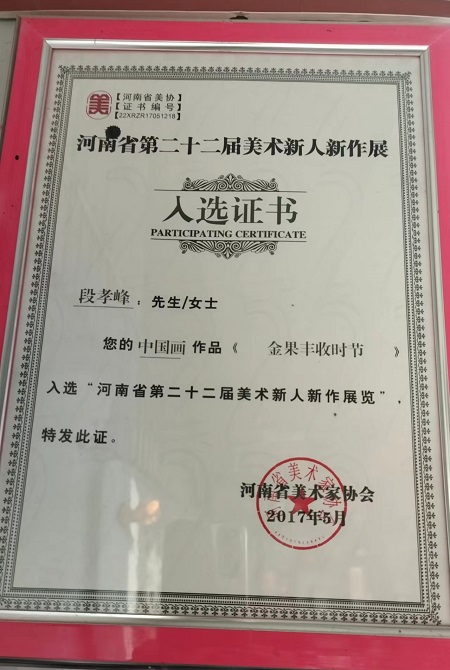 美
【河南省美协】
【证书编号】
【22XRZR17051218】
河南省第二十二届美术新人新作展
入选证书
PARTICIPATING CERTIFICATE
段孝峰：先生/女士
您的中国画作品《金果丰收时节》
入选“河南省第二十二届美术新人新作展览”，
特发此证。
河南省美术家协会
2017年5月